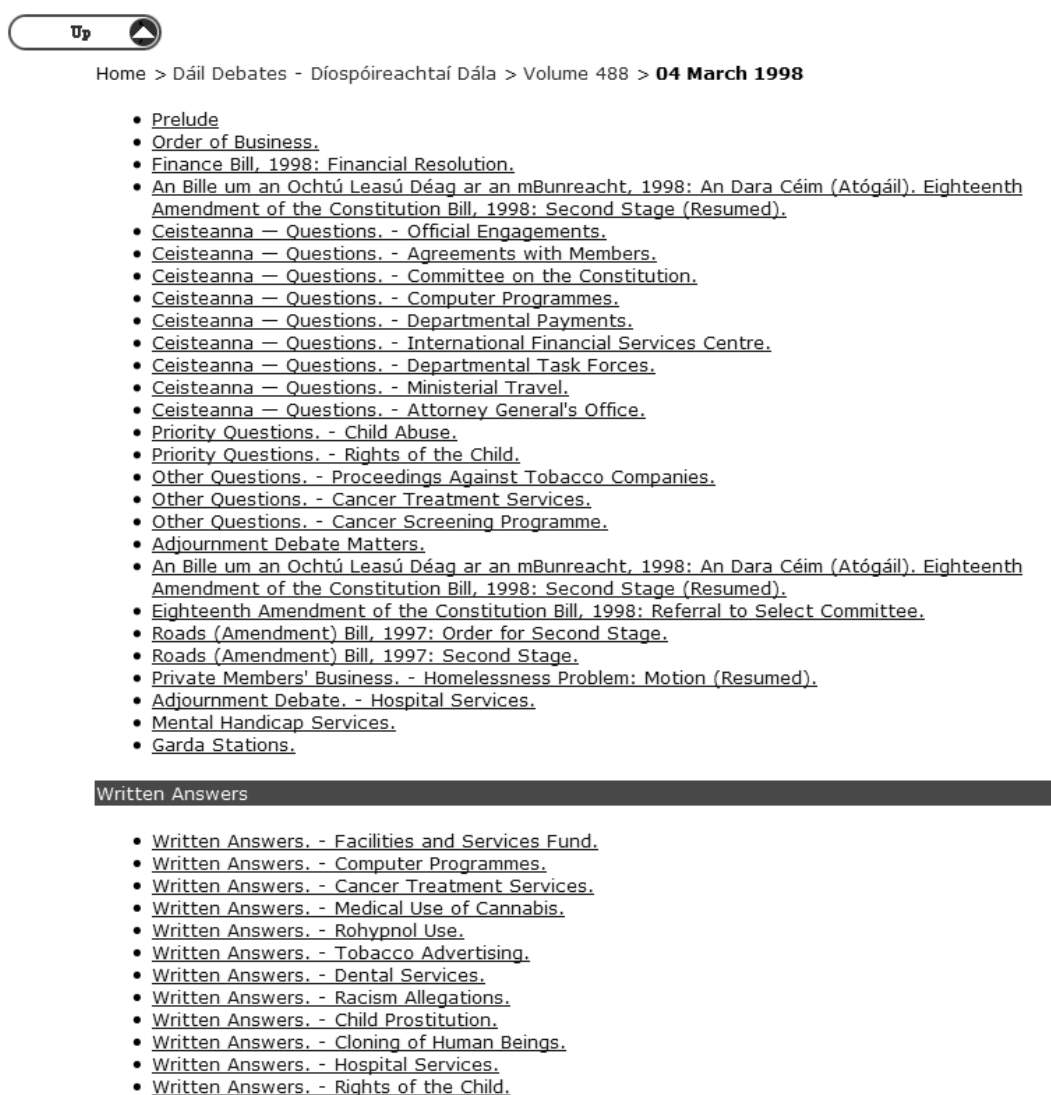 Up
Home > Dáil Debates - Díospóireachtaí Dála > Volume 488 > 04 March 1998
• Prelude
• Order of Business.
• Finance Bill, 1998: Financial Resolution.
• An Bille um an Ochtú Leasú Déag ar an mBunreacht, 1998: An Dara Céim (Atógáil). Eighteenth
Amendment of the Constitution Bill, 1998: Second Stage (Resumed).
• Ceisteanna — Questions. - Official Engagements.
• Ceisteanna — Questions. - Agreements with Members.
• Ceisteanna — Questions. - Committee on the Constitution.
• Ceisteanna — Questions. - Computer Programmes.
• Ceisteanna — Questions. - Departmental Payments.
• Ceisteanna — Questions. - International Financial Services Centre.
• Ceisteanna — Questions. - Departmental Task Forces.
• Ceisteanna — Questions. - Ministerial Travel.
• Ceisteanna — Questions. - Attorney General's Office.
• Priority Questions. - Child Abuse.
• Priority Questions. - Rights of the Child.
• Other Questions. - Proceedings Against Tobacco Companies.
• Other Questions. - Cancer Treatment Services.
• Other Questions. - Cancer Screening Programme.
• Adjournment Debate Matters.
• An Bille um an Ochtú Leasú Déag ar an mBunreacht, 1998: An Dara Céim (Atógáil). Eighteenth
Amendment of the Constitution Bill, 1998: Second Stage (Resumed).
• Eighteenth Amendment of the Constitution Bill, 1998: Referral to Select Committee.
• Roads (Amendment) Bill, 1997: Order for Second Stage.
• Roads (Amendment) Bill, 1997: Second Stage.
• Private Members' Business. - Homelessness Problem: Motion (Resumed).
• Adjournment Debate. - Hospital Services.
• Mental Handicap Services.
• Garda Stations.
Written Answers
• Written Answers. - Facilities and Services Fund.
• Written Answers. - Computer Programmes.
• Written Answers. - Cancer Treatment Services.
• Written Answers. - Medical Use of Cannabis.
• Written Answers. - Rohypnol Use.
• Written Answers. - Tobacco Advertising.
• Written Answers. - Dental Services.
• Written Answers. - Racism Allegations.
• Written Answers. - Child Prostitution.
• Written Answers. - Cloning of Human Beings.
• Written Answers. - Hospital Services.
• Written Answers. - Rights of the Child.